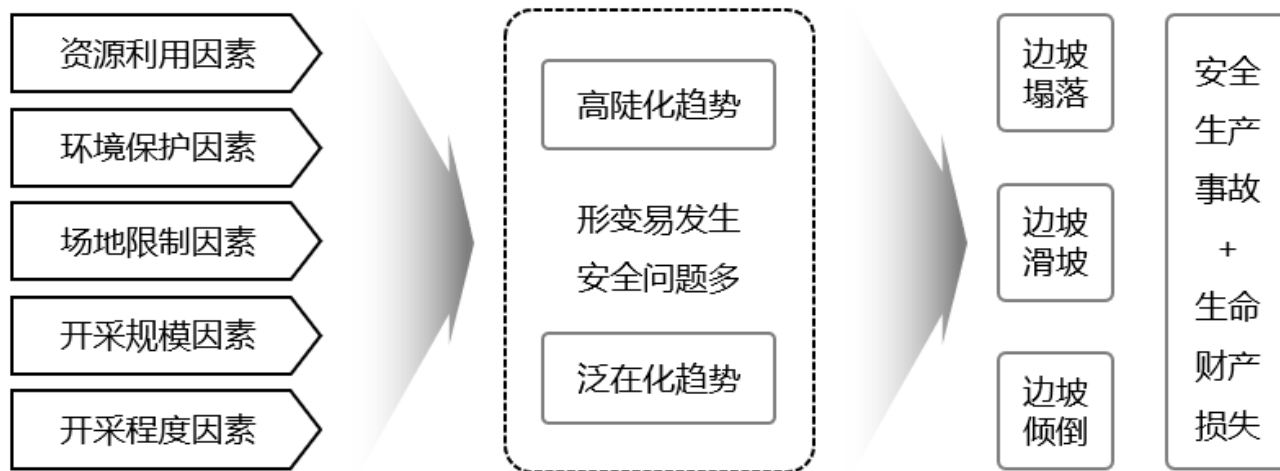 资源利用因素
环境保护因素
场地限制因素
开采规模因素
开采程度因素
高陡化趋势
形变易发生
安全问题多
泛在化趋势
边坡
塌落
边坡
滑坡
边坡
倾倒
安全
生产
事故
+
生命
财产
损失